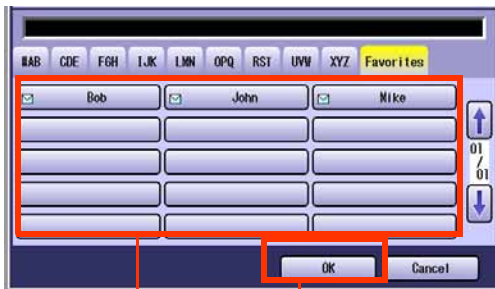 #AB CDE FGH IJK LMN OPQ RST UVW XYZ Favorites
Bob John Mike
01
/
01
OK Cancel